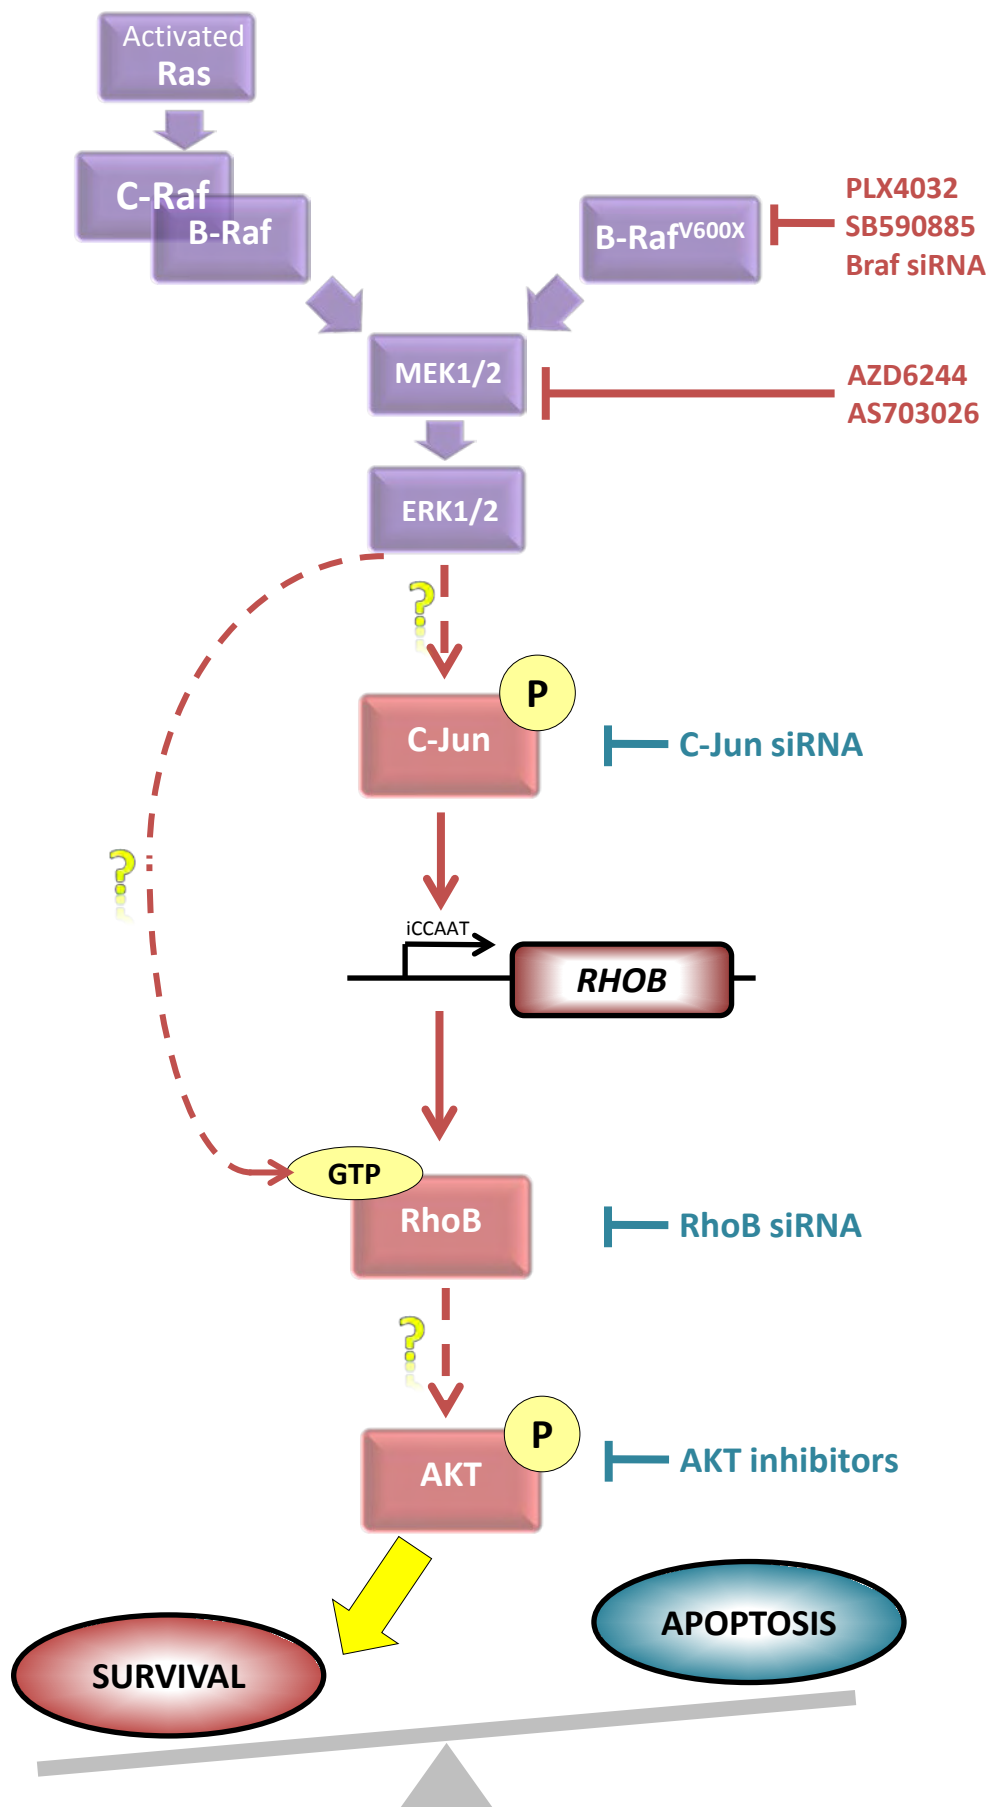 Activated
Ras
C-Raf
B-Raf
B-RafV600X
PLX4032
SB590885
Braf siRNA
MEK1/2
AZD6244
AS703026
ERK1/2
?
P
C-Jun
C-Jun siRNA
?
iCCAAT
RHOB
GTP
RhoB
RhoB siRNA
?
P
AKT
AKT inhibitors
APOPTOSIS
SURVIVAL